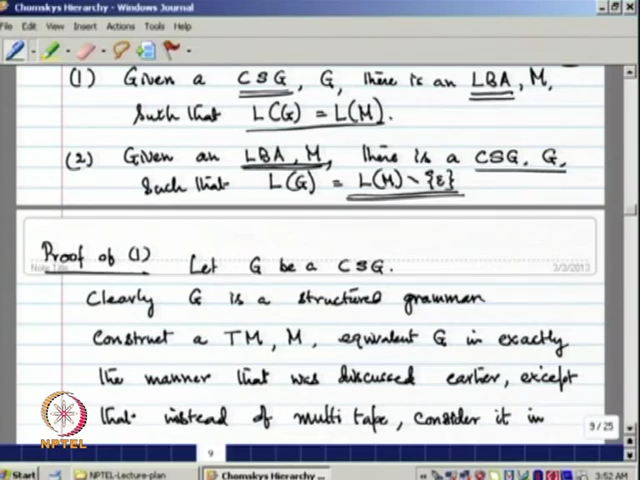 Chomskys Hierarchy - Windows Journal
File Edit View Insert Actions Tools Help
(1) Given a CSG, G, there is an LBA, M,
Such that L(G) = L(M).
(2) Given an LBA, M, there is a CSG, G,
Such that L(G) = L(M) \ {ε}
Proof of (1) Let G be a CSG.
Note Title 3/3/2013
Clearly G is a structured grammar
Construct a TM, M, equivalent G in exactly
the manner that was discussed earlier, except
that instead of multi tape, consider it in
NPTEL
9/25
9
Start NPTEL-Lecture-plan Chomskys Hierarchy - ... 3:52 AM